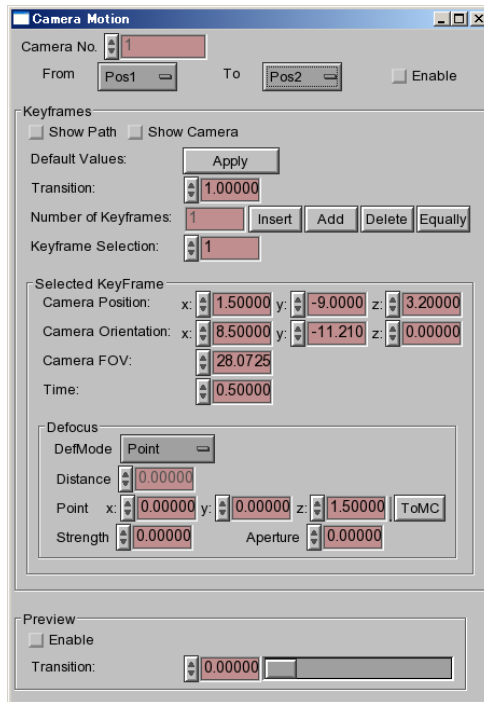 Camera Motion
Camera No. 1
From Pos1 To Pos2 Enable
Keyframes
Show Path Show Camera
Default Values: Apply
Transition: 1.00000
Number of Keyframes: 1 Insert Add Delete Equally
Keyframe Selection: 1
Selected KeyFrame
Camera Position: x: 1.50000 y: -9.0000 z: 3.20000
Camera Orientation: x: 8.50000 y: -11.210 z: 0.00000
Camera FOV: 28.0725
Time: 0.50000
Defocus
DefMode Point
Distance 0.00000
Point x: 0.00000 y: 0.00000 z: 1.50000 ToMC
Strength 0.00000 Aperture 0.00000
Preview
Enable
Transition: 0.00000